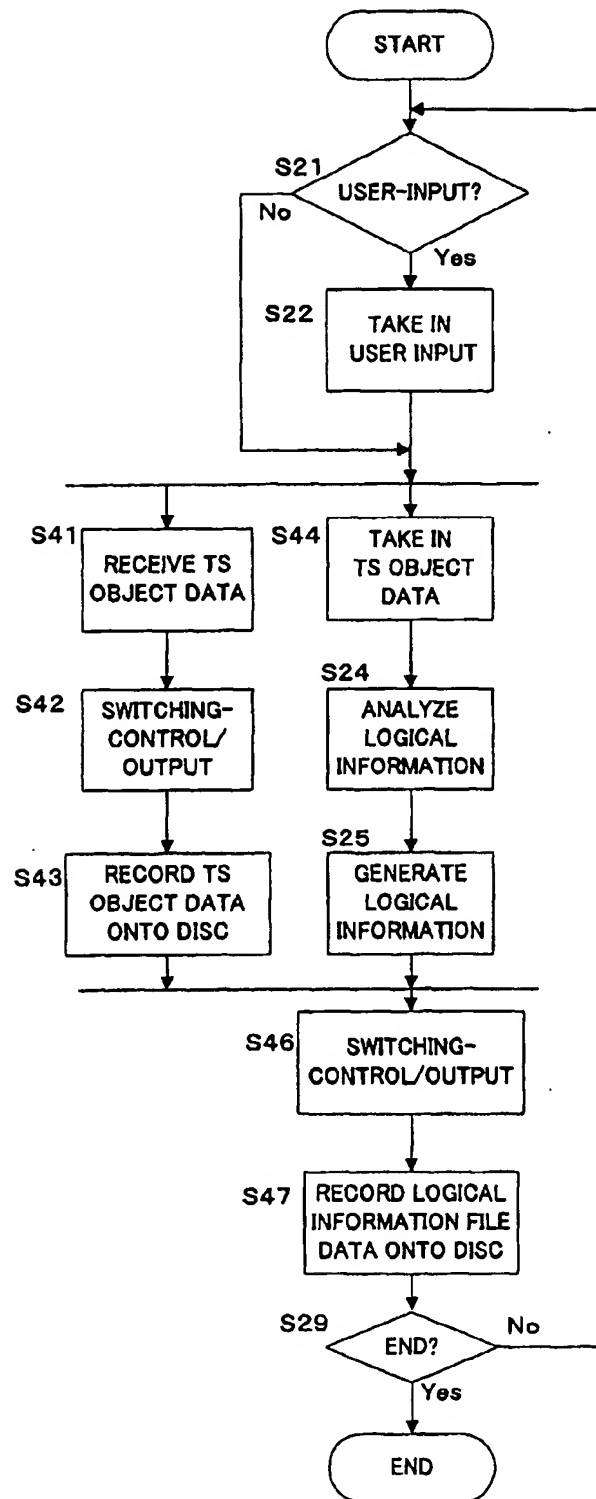 START
S21
USER-INPUT?
No
Yes
S22
TAKE IN
USER INPUT
S41
RECEIVE TS
OBJECT DATA
S44
TAKE IN
TS OBJECT
DATA
S42
SWITCHING-
CONTROL/
OUTPUT
S24
ANALYZE
LOGICAL
INFORMATION
S43
RECORD TS
OBJECT DATA
ONTO DISC
S25
GENERATE
LOGICAL
INFORMATION
S46
SWITCHING-
CONTROL/OUTPUT
S47
RECORD LOGICAL
INFORMATION FILE
DATA ONTO DISC
S29
END?
No
Yes
END